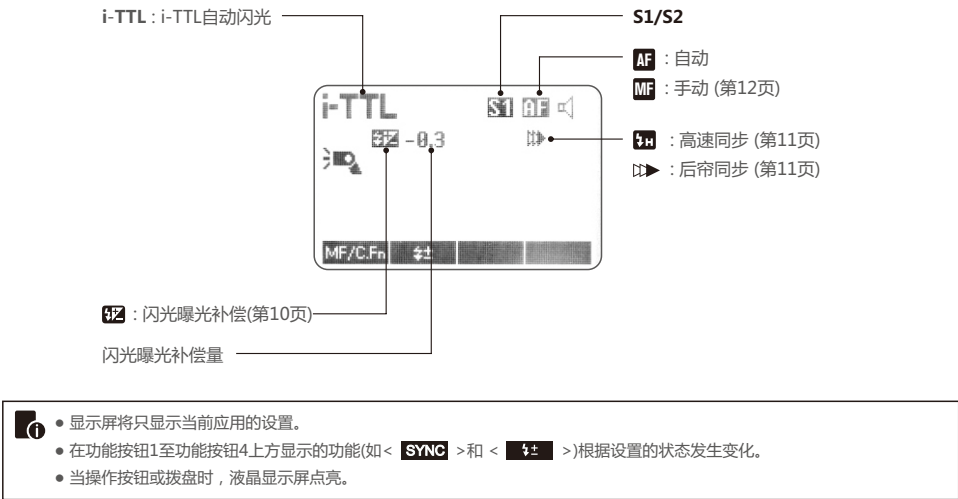 i-TTL : i-TTL自动闪光
S1/S2
AF : 自动
MF : 手动 (第12页)
i-TTL S1 AF
-0.3
H : 高速同步 (第11页)
: 后帘同步 (第11页)
MF/C.Fn ±
: 闪光曝光补偿(第10页)
闪光曝光补偿量
● 显示屏将只显示当前应用的设置。
● 在功能按钮1至功能按钮4上方显示的功能(如< SYNC >和 < ± >)根据设置的状态发生变化。
● 当操作按钮或拨盘时，液晶显示屏点亮。